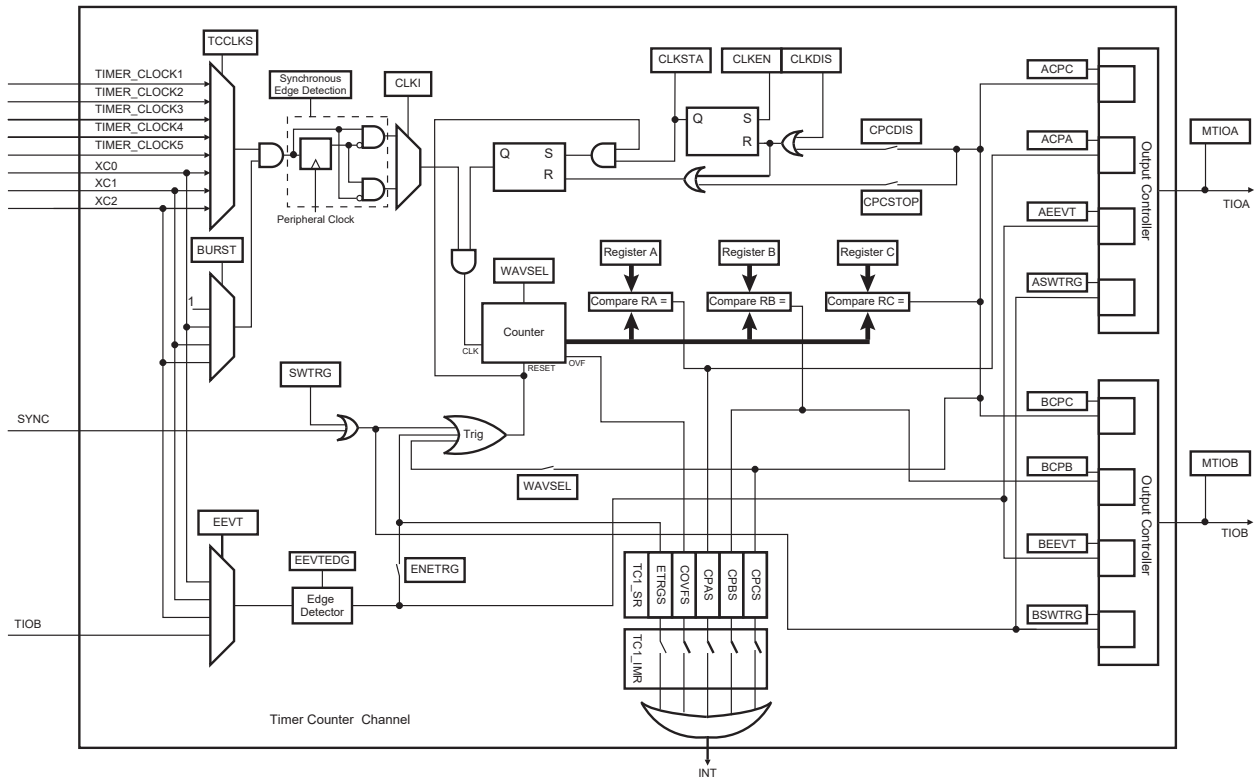 TCCLKS
TIMER_CLOCK1
TIMER_CLOCK2
TIMER_CLOCK3
TIMER_CLOCK4
TIMER_CLOCK5
XC0
XC1
XC2
Synchronous
Edge Detection
CLKI
Peripheral Clock
BURST
1
CLKSTA
CLKEN
CLKDIS
Q
S
R
Q
S
R
CPCDIS
CPCSTOP
ACPC
ACPA
AEEVT
ASWTRG
Output Controller
MTIOA
TIOA
Register A
Register B
Register C
Compare RA =
Compare RB =
Compare RC =
WAVSEL
Counter
CLK
RESET
OVF
SWTRG
SYNC
Trig
WAVSEL
BCPC
BCPB
BEEVT
BSWTRG
Output Controller
MTIOB
TIOB
EEVT
EEVTEDG
Edge
Detector
ENETRG
TIOB
TC1_SR
ETRGS
COVFS
CPAS
CPBS
CPCS
TC1_IMR
Timer Counter Channel
INT